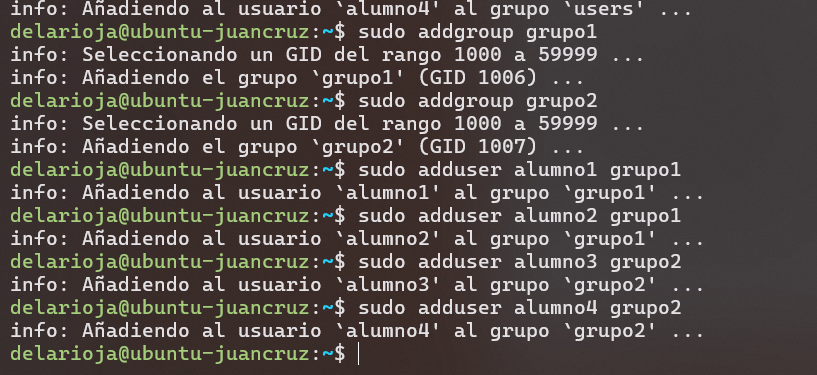 info: Añadiendo al usuario `alumno4' al grupo `users' ...
delarioja@ubuntu-juancruz:~$ sudo addgroup grupo1
info: Seleccionando un GID del rango 1000 a 59999 ...
info: Añadiendo el grupo `grupo1' (GID 1006) ...
delarioja@ubuntu-juancruz:~$ sudo addgroup grupo2
info: Seleccionando un GID del rango 1000 a 59999 ...
info: Añadiendo el grupo `grupo2' (GID 1007) ...
delarioja@ubuntu-juancruz:~$ sudo adduser alumno1 grupo1
info: Añadiendo al usuario `alumno1' al grupo `grupo1' ...
delarioja@ubuntu-juancruz:~$ sudo adduser alumno2 grupo1
info: Añadiendo al usuario `alumno2' al grupo `grupo1' ...
delarioja@ubuntu-juancruz:~$ sudo adduser alumno3 grupo2
info: Añadiendo al usuario `alumno3' al grupo `grupo2' ...
delarioja@ubuntu-juancruz:~$ sudo adduser alumno4 grupo2
info: Añadiendo al usuario `alumno4' al grupo `grupo2' ...
delarioja@ubuntu-juancruz:~$